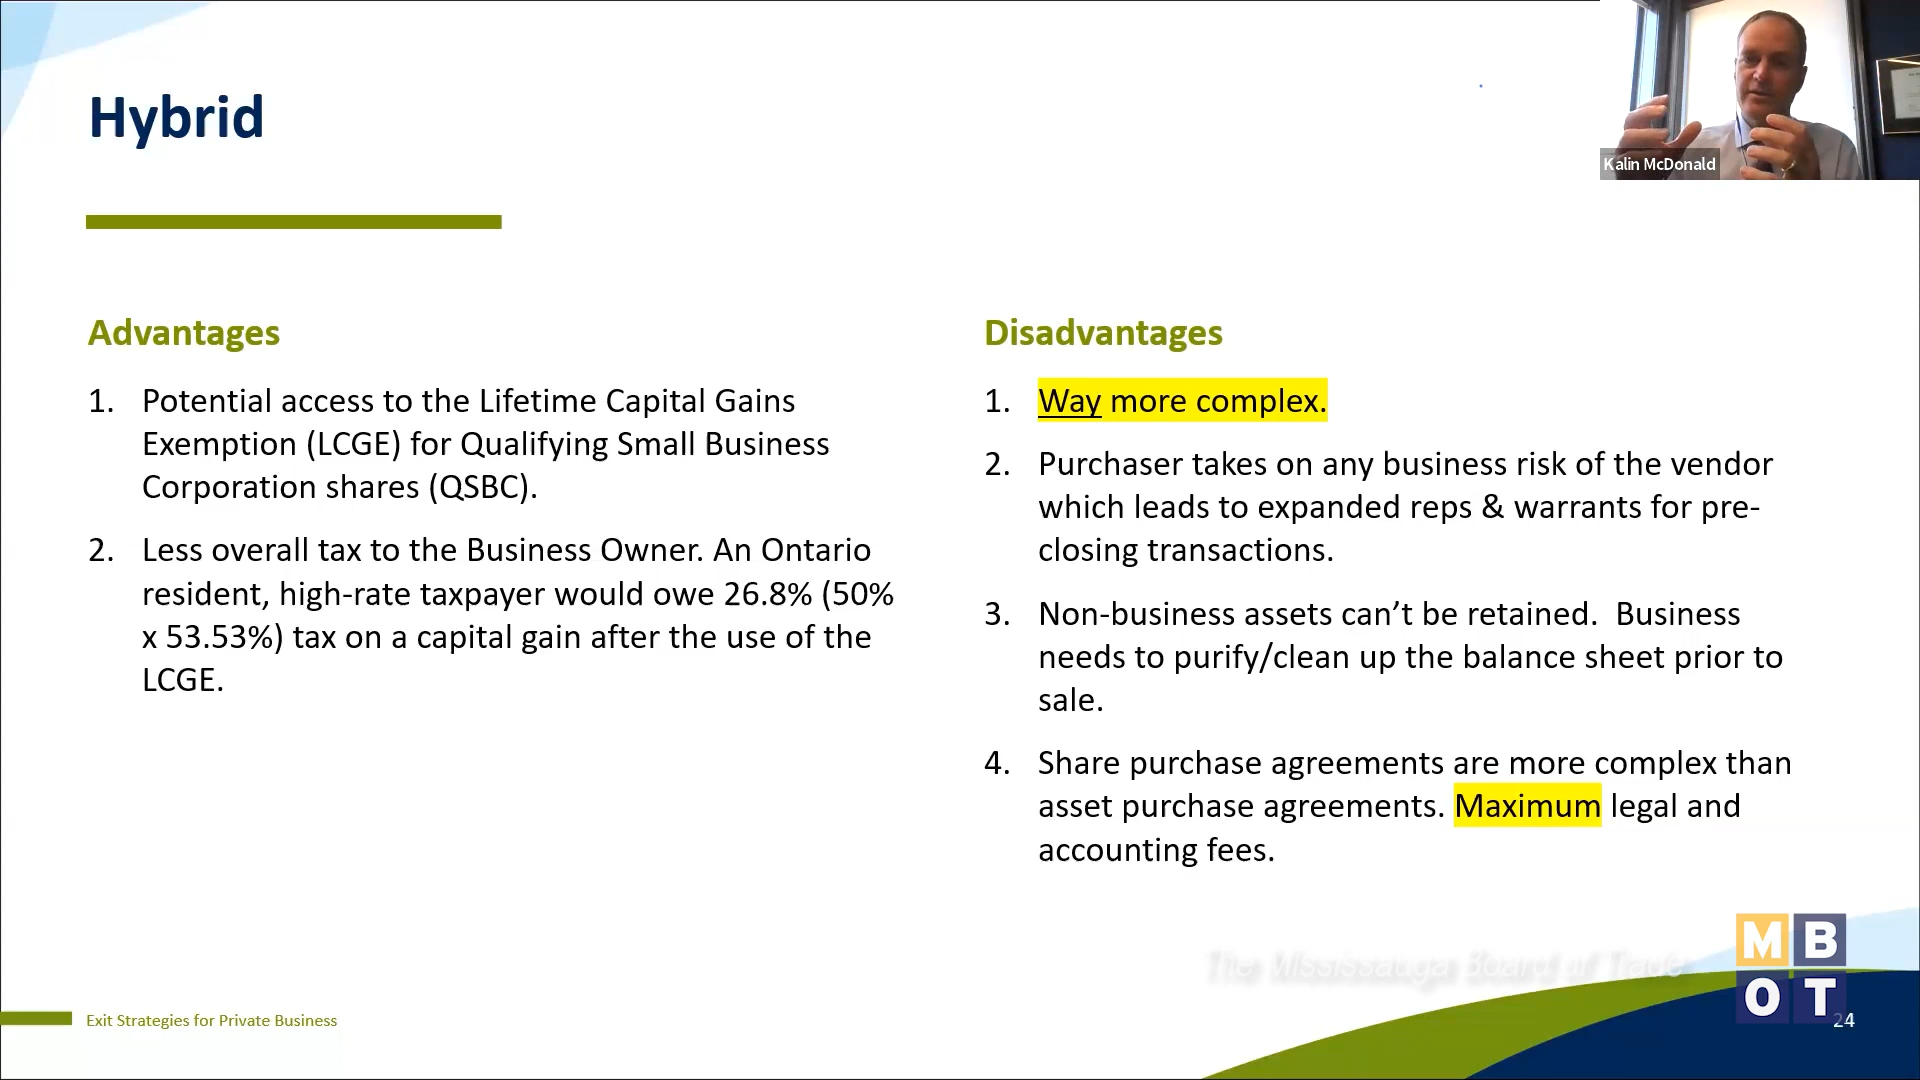 Hybrid
Kalin McDonald
Advantages
1. Potential access to the Lifetime Capital Gains
Exemption (LCGE) for Qualifying Small Business
Corporation shares (QSBC).
2. Less overall tax to the Business Owner. An Ontario
resident, high-rate taxpayer would owe 26.8% (50%
x 53.53%) tax on a capital gain after the use of the
LCGE.
Disadvantages
1. Way more complex.
2. Purchaser takes on any business risk of the vendor
which leads to expanded reps & warrants for pre-
closing transactions.
3. Non-business assets can’t be retained.  Business
needs to purify/clean up the balance sheet prior to
sale.
4. Share purchase agreements are more complex than
asset purchase agreements. Maximum legal and
accounting fees.
The Mississauga Board of Trade
M B
O T
Exit Strategies for Private Business
24